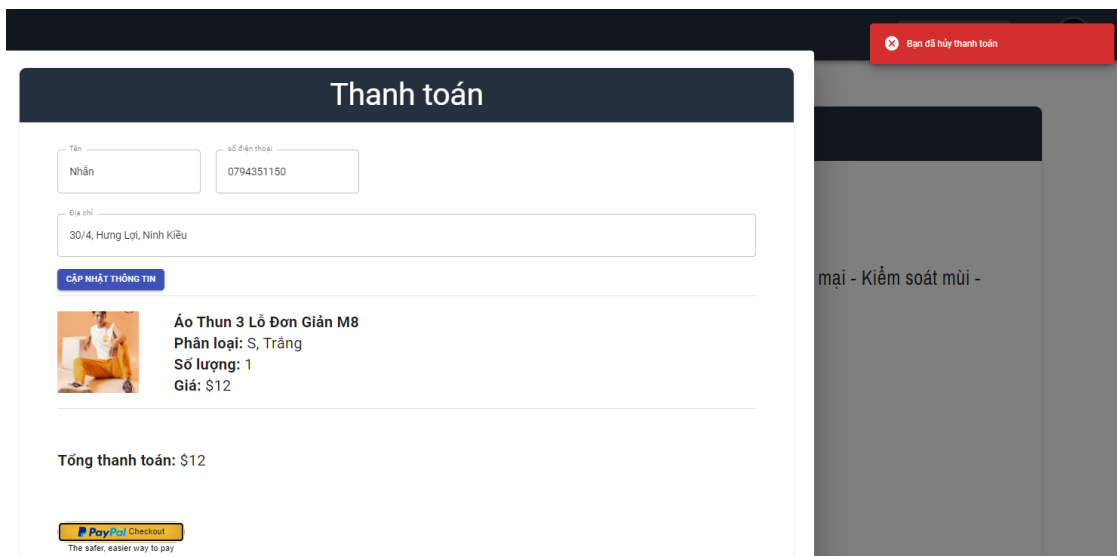 Bạn đã hủy thanh toán
Thanh toán
Tên
số điện thoại
Nhẫn
0794351150
Địa chỉ
30/4, Hưng Lợi, Ninh Kiều
CẬP NHẬT THÔNG TIN
mại - Kiểm soát mùi -
Áo Thun 3 Lỗ Đơn Giản M8
Phân loại: S, Trắng
Số lượng: 1
Giá: $12
Tổng thanh toán: $12
PayPal Checkout
The safer, easier way to pay